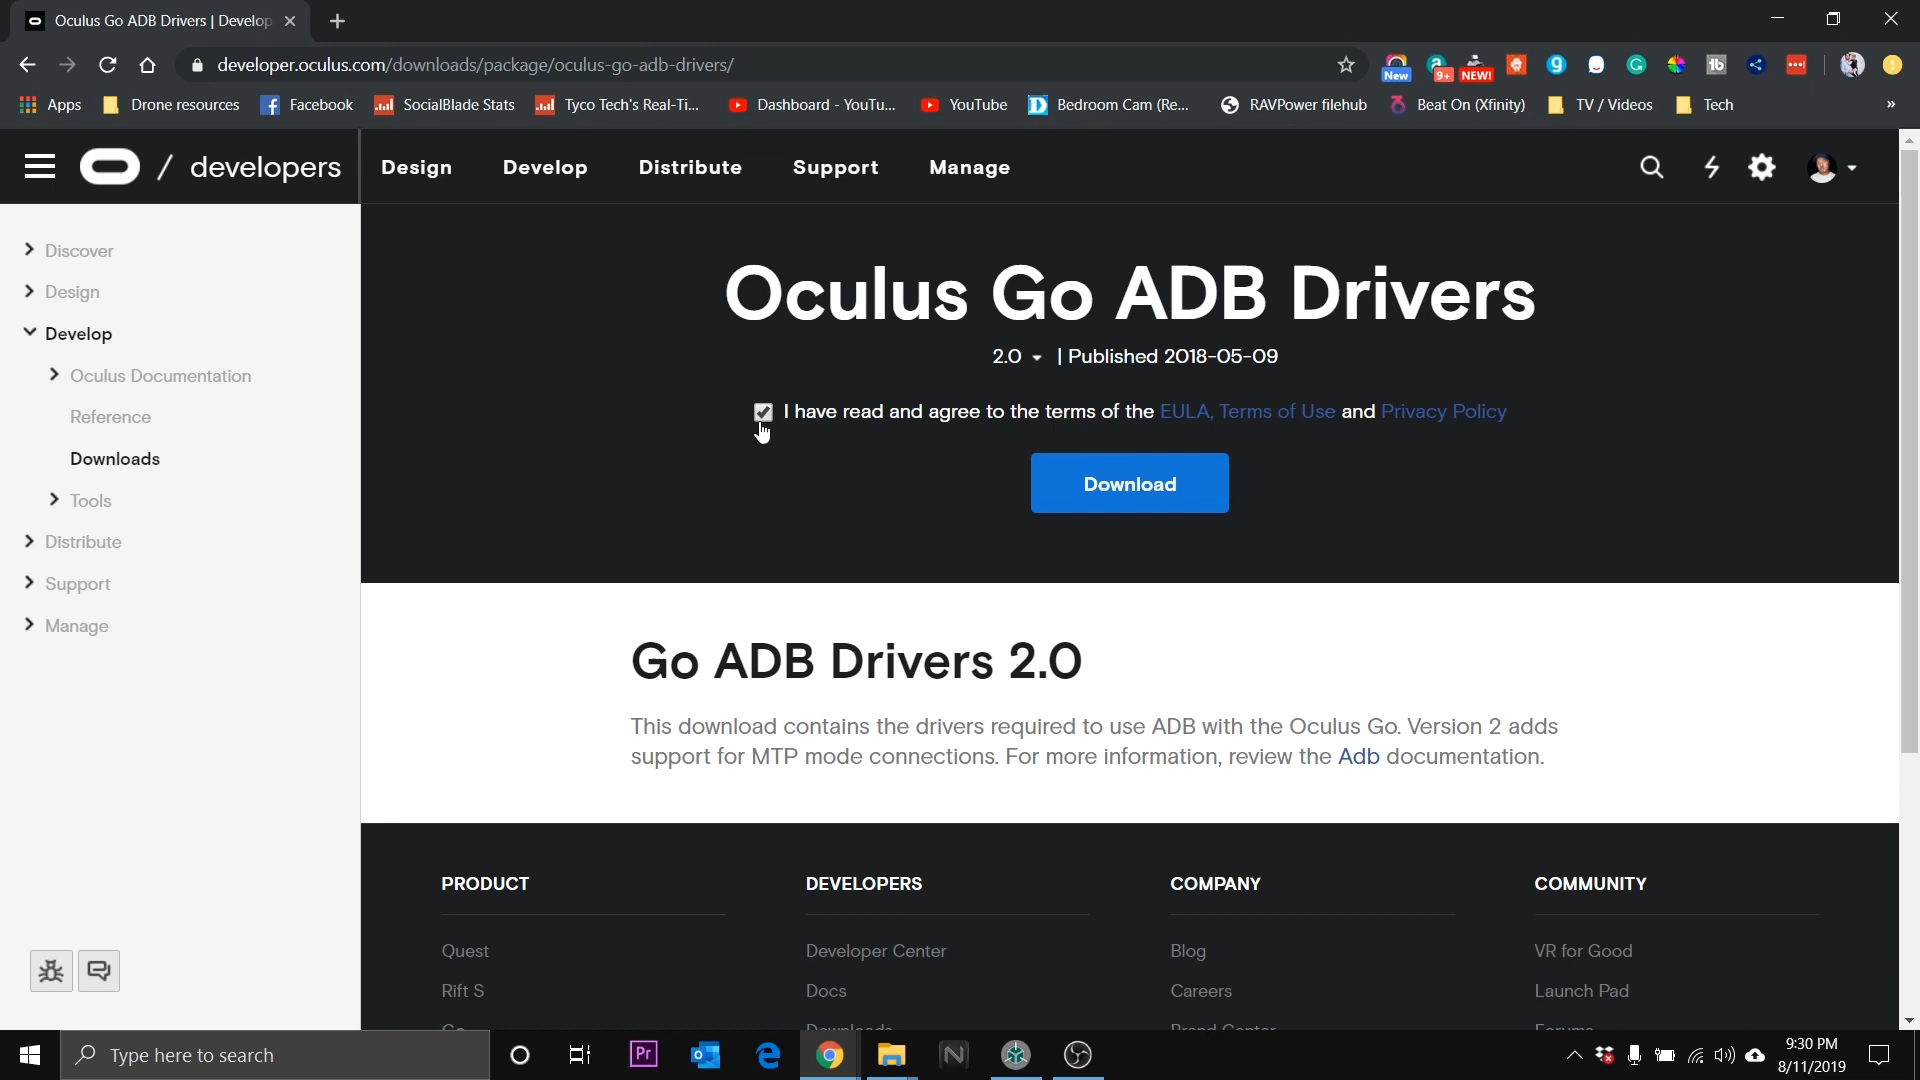 Oculus Go ADB Drivers | Develop
developer.oculus.com/downloads/package/oculus-go-adb-drivers/
New
9+
NEW!
Apps
Drone resources
Facebook
SocialBlade Stats
Tyco Tech's Real-Ti...
Dashboard - YouTu...
YouTube
Bedroom Cam (Re...
RAVPower filehub
Beat On (Xfinity)
TV / Videos
Tech
»
/ developers
Design
Develop
Distribute
Support
Manage
Discover
Design
Develop
Oculus Documentation
Reference
Downloads
Tools
Distribute
Support
Manage
Oculus Go ADB Drivers
2.0 | Published 2018-05-09
I have read and agree to the terms of the EULA, Terms of Use and Privacy Policy
Download
Go ADB Drivers 2.0
This download contains the drivers required to use ADB with the Oculus Go. Version 2 adds
support for MTP mode connections. For more information, review the Adb documentation.
PRODUCT
Quest
Rift S
Go
DEVELOPERS
Developer Center
Docs
Downloads
COMPANY
Blog
Careers
Brand Center
COMMUNITY
VR for Good
Launch Pad
Forums
Type here to search
Pr
9:30 PM
8/11/2019